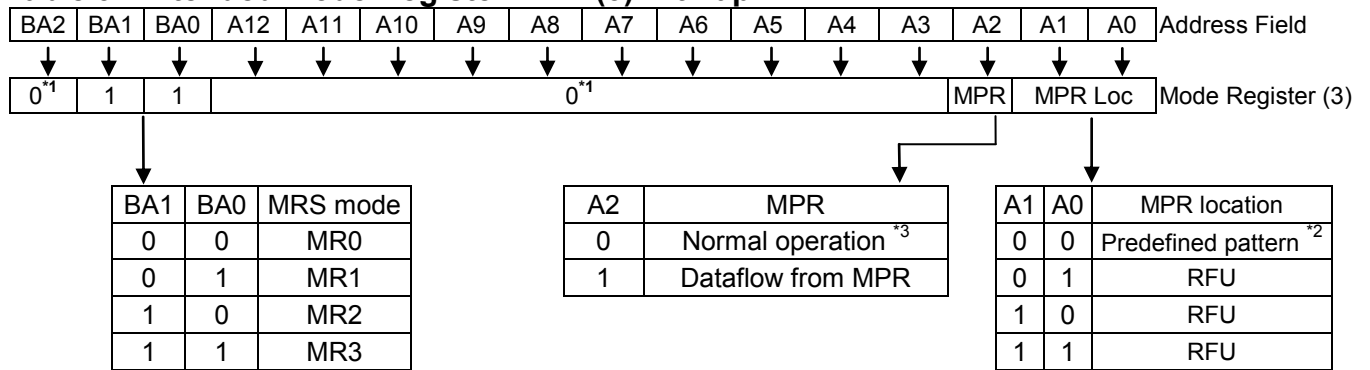 BA2 BA1 BA0 A12 A11 A10 A9 A8 A7 A6 A5 A4 A3 A2 A1 A0 Address Field
0*1 1 1 0*1 MPR MPR Loc Mode Register (3)
BA1 BA0 MRS mode
0 0 MR0
0 1 MR1
1 0 MR2
1 1 MR3
A2 MPR
0 Normal operation *3
1 Dataflow from MPR
A1 A0 MPR location
0 0 Predefined pattern *2
0 1 RFU
1 0 RFU
1 1 RFU